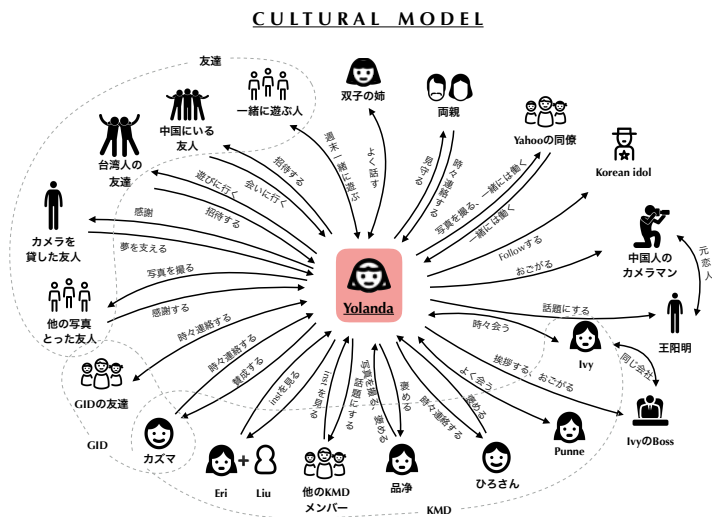 CULTURAL MODEL
友達
一緒に遊ぶ人
双子の姉
両親
中国にいる
友人
Yahooの同僚
台湾人の
友達
Korean idol
週末一緒に遊ぶ
よく話す
見守る
時々連絡する
写真を撮る、一緒には働く
一緒には働く
招待する
会いに行く
遊びに行く
招待する
感謝
夢を支える
カメラを
貸した友人
Followする
おごがる
中国人の
カメラマン
元恋人
Yolanda
写真を撮る
感謝する
他の写真
とった友人
話題にする
王阳明
時々会う
Ivy
同じ会社
時々連絡する
時々連絡する
賛成する
insiを見る
insiを見る
話題にする
写真を撮る、褒める
褒める
褒める
時々連絡する
よく会う
挨拶する、おごがる
GIDの友達
GID
カズマ
IvyのBoss
Punne
Eri
Liu
他のKMD
メンバー
品净
ひろさん
KMD